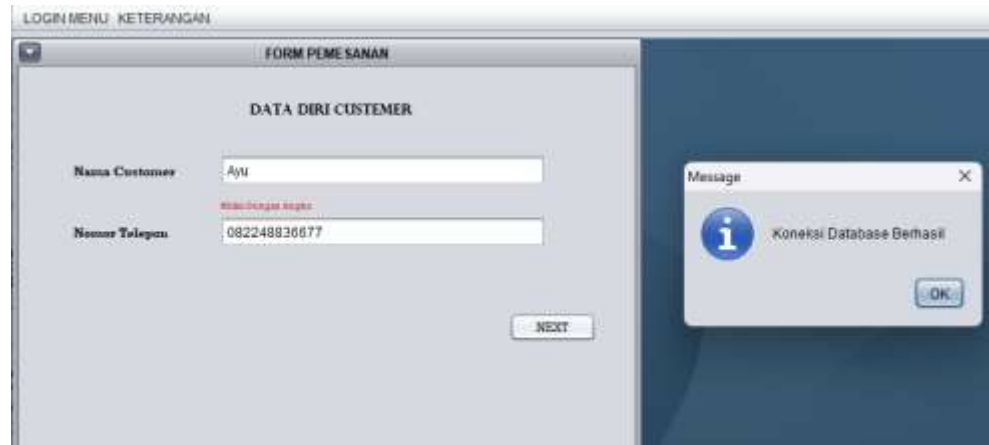 LOGIN MENU KETERANGAN
FORM PEMESANAN
DATA DIRI CUSTEMER
Nama Customer Ayu
Nomor Telepon 082248836677
NEXT
Message
Koneksi Database Berhasil
OK